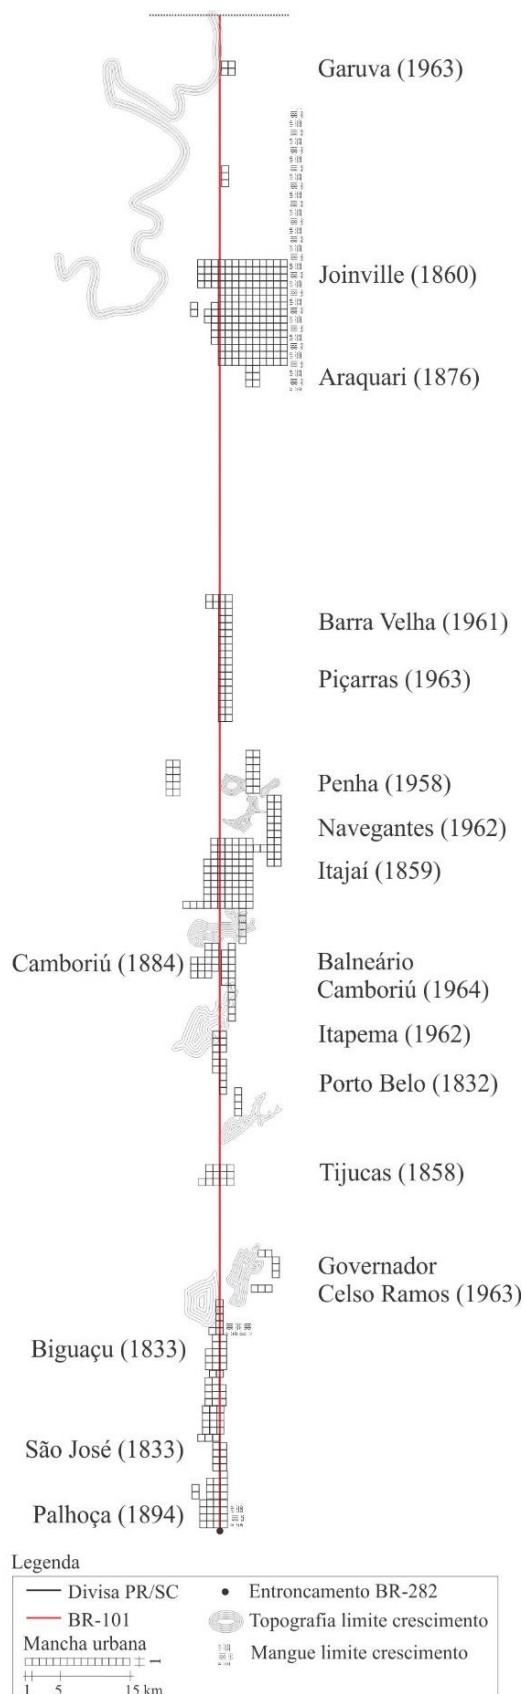 Garuva (1963)
Joinville (1860)
Araquari (1876)
Barra Velha (1961)
Piçarras (1963)
Penha (1958)
Navegantes (1962)
Itajaí (1859)
Camboriú (1884)
Balneário
Camboriú (1964)
Itapema (1962)
Porto Belo (1832)
Tijucas (1858)
Governador
Celso Ramos (1963)
Biguaçu (1833)
São José (1833)
Palhoça (1894)
Legenda
Divisa PR/SC
Entroncamento BR-282
BR-101
Topografia limite crescimento
Mancha urbana
1
Mangue limite crescimento
1 5 15 km